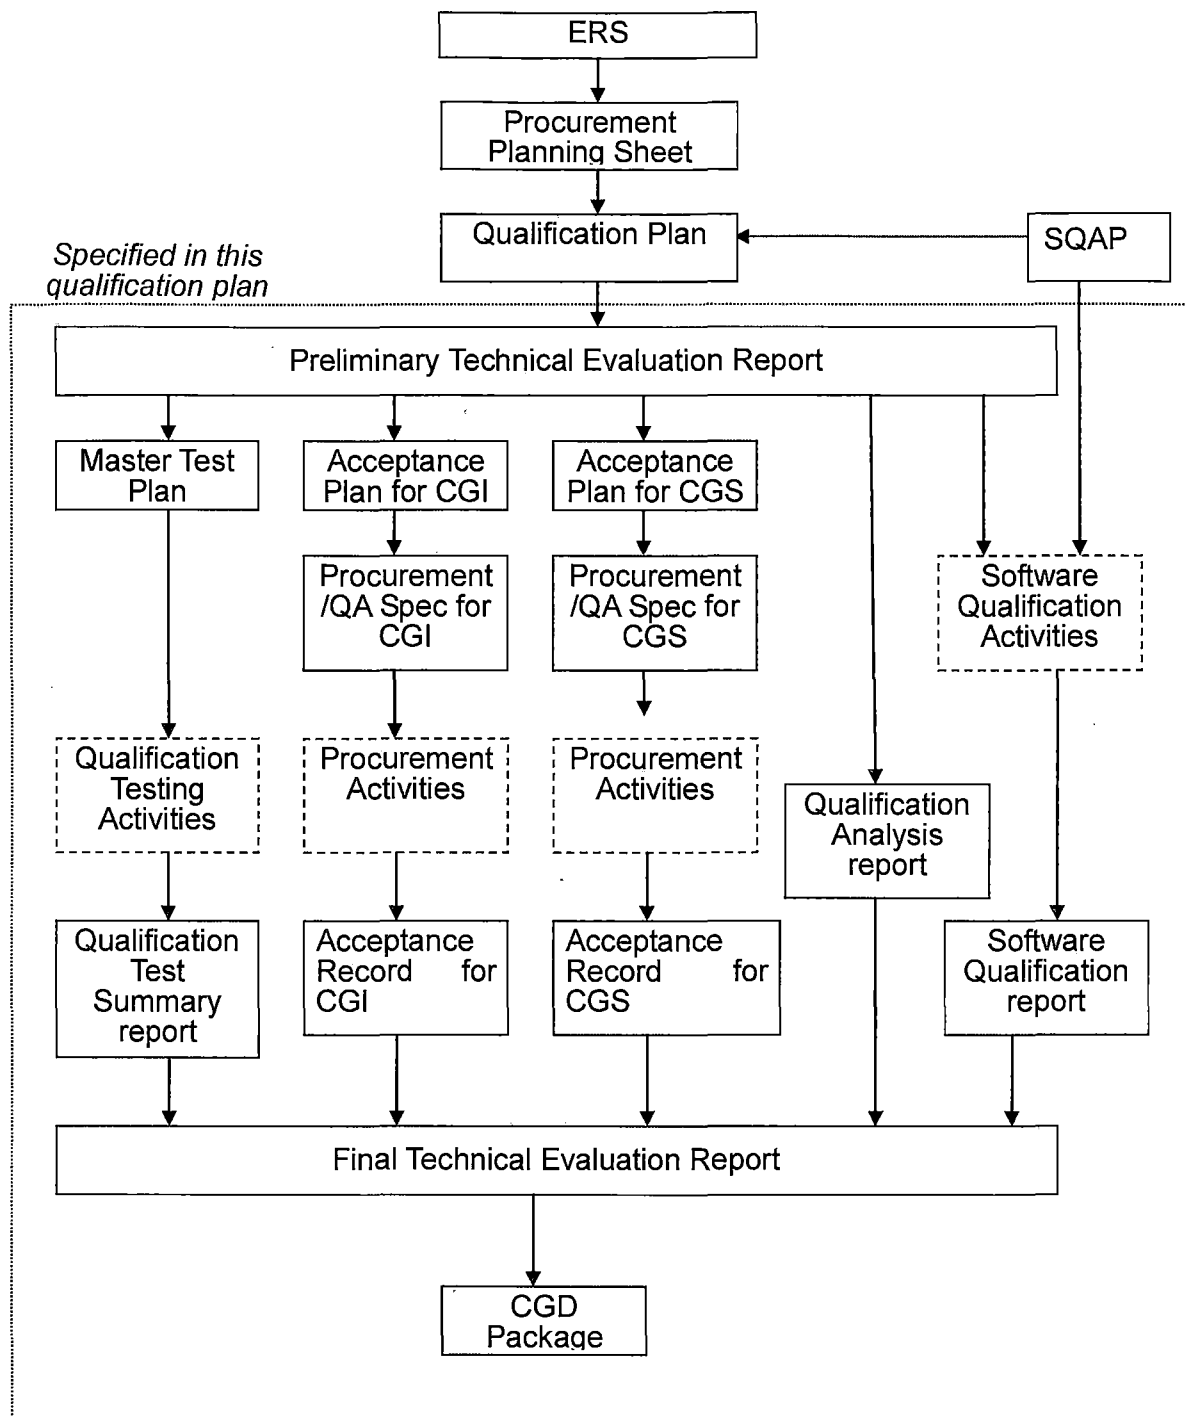 ERS
Procurement
Planning Sheet
Qualification Plan
SQAP
Specified in this
qualification plan
Preliminary Technical Evaluation Report
Master Test
Plan
Acceptance
Plan for CGI
Acceptance
Plan for CGS
Procurement
/QA Spec for
CGI
Procurement
/QA Spec for
CGS
Software
Qualification
Activities
Qualification
Testing
Activities
Procurement
Activities
Procurement
Activities
Qualification
Analysis
report
Qualification
Test
Summary
report
Acceptance
Record for
CGI
Acceptance
Record for
CGS
Software
Qualification
report
Final Technical Evaluation Report
CGD
Package